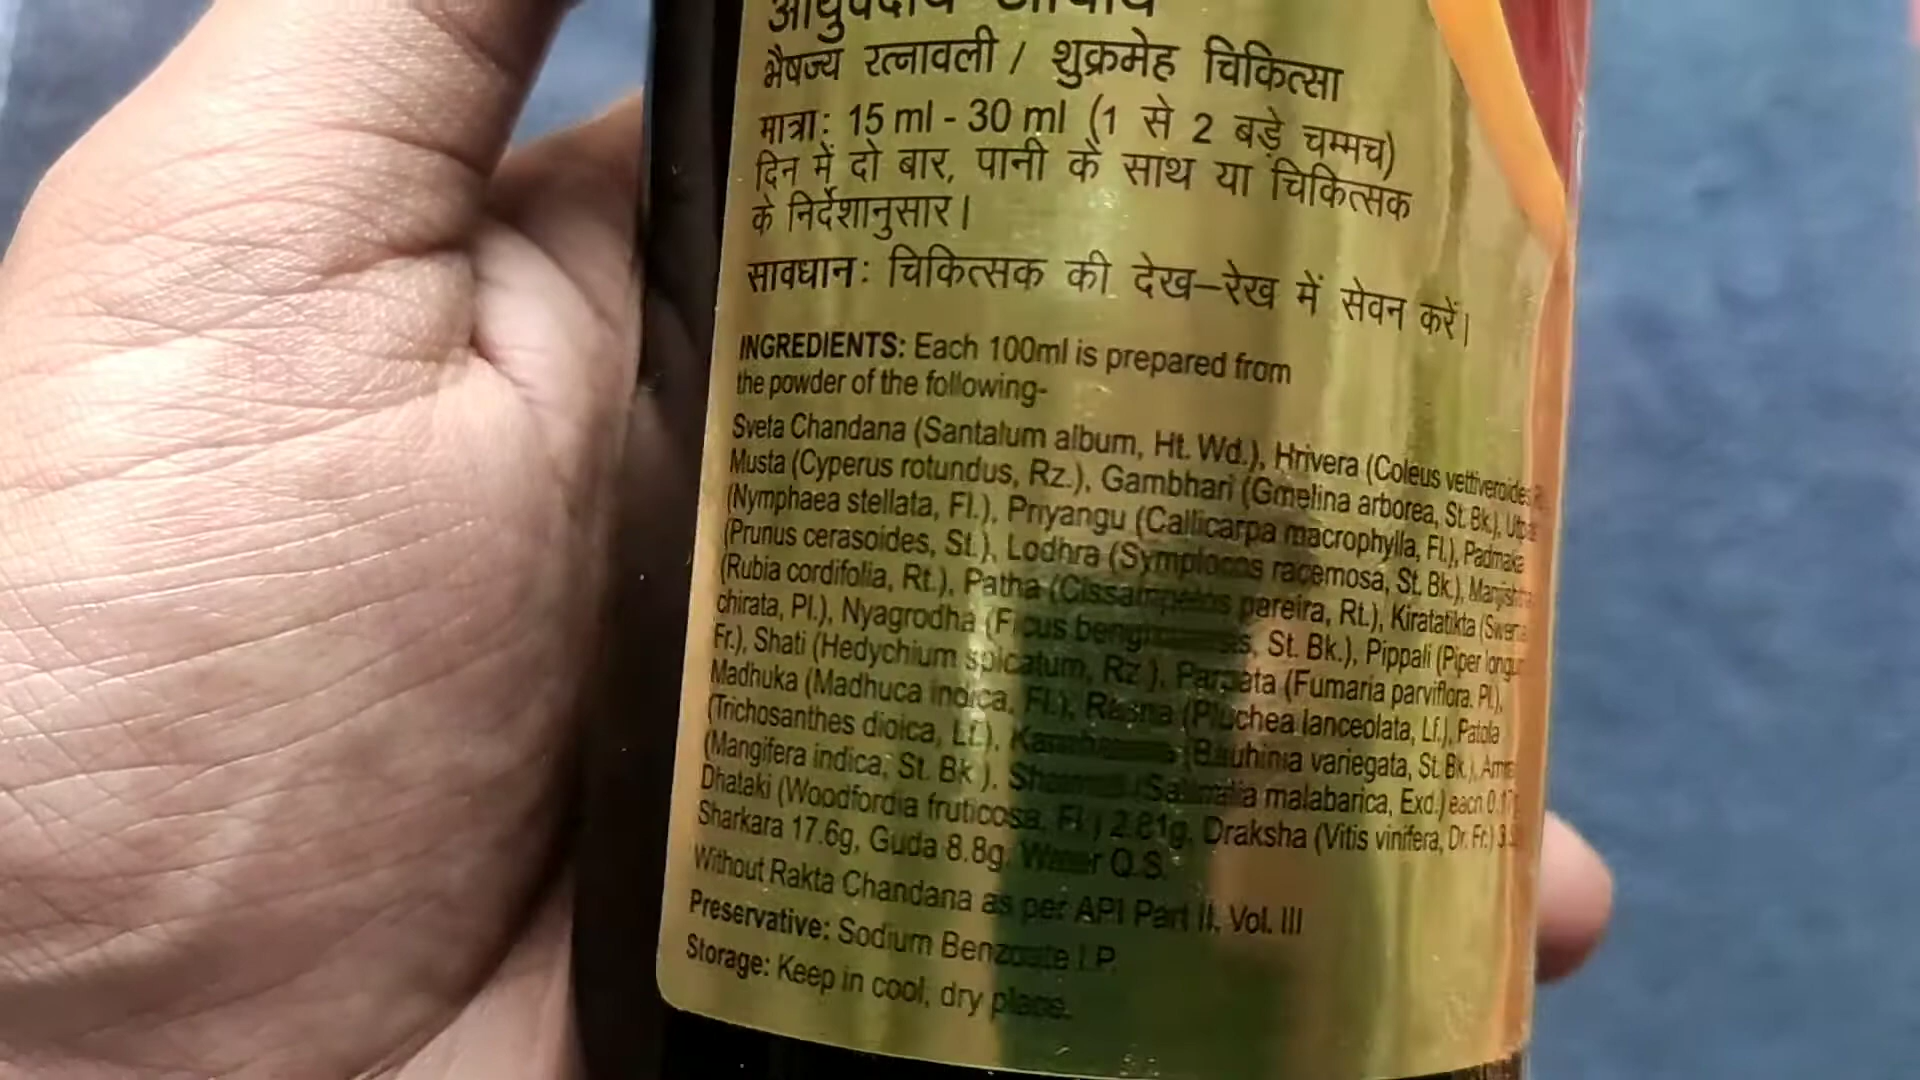 भैषज्य रत्नावली / शुक्रमेह चिकित्सा
मात्रा: 15 ml - 30 ml (1 से 2 बड़े चम्मच)
दिन में दो बार, पानी के साथ या चिकित्सक
के निर्देशानुसार।
सावधान: चिकित्सक की देख-रेख में सेवन करें।
INGREDIENTS: Each 100ml is prepared from
the powder of the following-
Sveta Chandana (Santalum album, Ht. Wd.), Hrivera (Coleus vettiveroides
Musta (Cyperus rotundus, Rz.), Gambhari (Gmelina arborea, St. Bk.),
(Nymphaea stellata, Fl.), Priyangu (Callicarpa macrophylla, Fl.), Padmaka
(Prunus cerasoides, St.), Lodhra (Symplocos racemosa, St. Bk.),
(Rubia cordifolia, Rt.), Patha (Cissampelos pareira, Rt.), Kiratatikta
chirata, Pl.), Nyagrodha (Ficus St. Bk.), Pippali (Piper
Fr.), Shati (Hedychium spicatum, Rz.), Parpata (Fumaria parviflora, Pl.),
Madhuka (Madhuca indica, Fl.), Rasna (Pluchea lanceolata, Lf.), Patola
(Trichosanthes dioica, Lf.), (Bauhinia variegata, St. Bk.),
(Mangifera indica, St. Bk.), (Salmalia malabarica, Exd.) each
Dhataki (Woodfordia fruticosa, Fl.) 2.81g, Draksha (Vitis vinifera, Dr. Fr.)
Sharkara 17.6g, Guda 8.8g, Water Q.S.
Without Rakta Chandana as per API Part II, Vol. III
Preservative: Sodium Benzoate I.P.
Storage: Keep in cool, dry place.